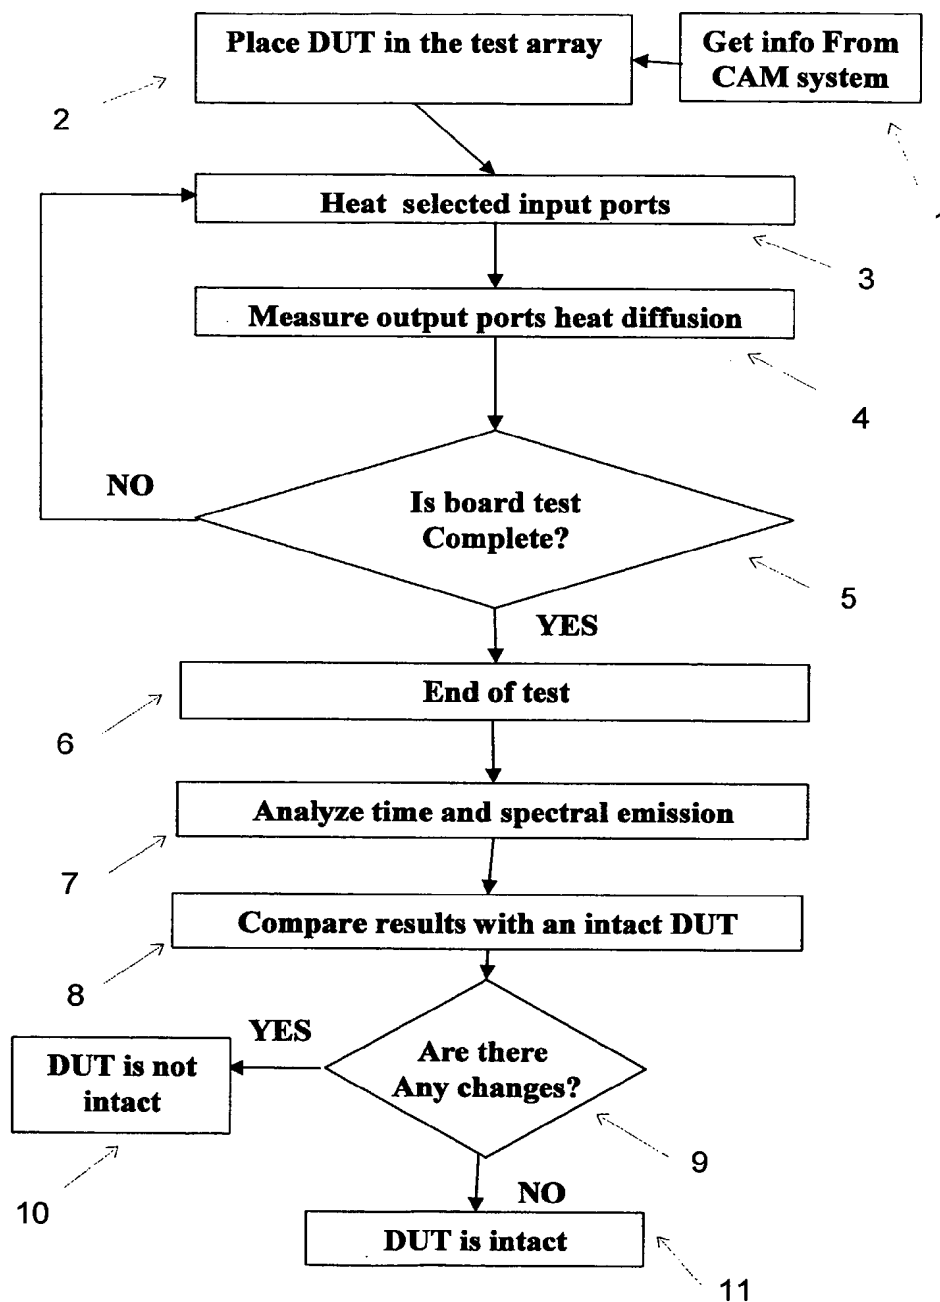 Place DUT in the test array
Get info From
CAM system
2
1
Heat selected input ports
3
Measure output ports heat diffusion
4
NO
Is board test
Complete?
5
YES
End of test
6
Analyze time and spectral emission
7
Compare results with an intact DUT
8
YES
Are there
Any changes?
DUT is not
intact
9
10
NO
DUT is intact
11